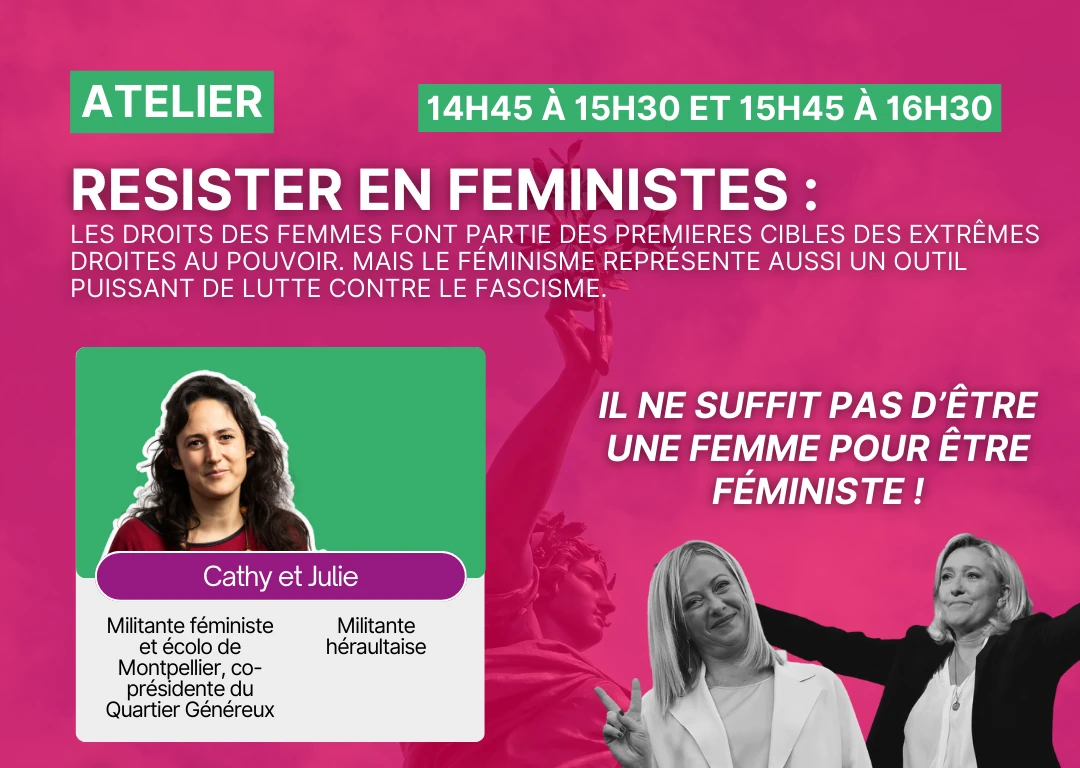 ATELIER
14H45 À 15H30 ET 15H45 À 16H30
RESISTER EN FEMINISTES :
LES DROITS DES FEMMES FONT PARTIE DES PREMIERES CIBLES DES EXTRÊMES
DROITES AU POUVOIR. MAIS LE FÉMINISME REPRÉSENTE AUSSI UN OUTIL
PUISSANT DE LUTTE CONTRE LE FASCISME.
IL NE SUFFIT PAS D'ÊTRE
UNE FEMME POUR ÊTRE
FÉMINISTE !
Cathy et Julie
Militante féministe
et écolo de
Montpellier, co-
présidente du
Quartier Généreux
Militante
héraultaise